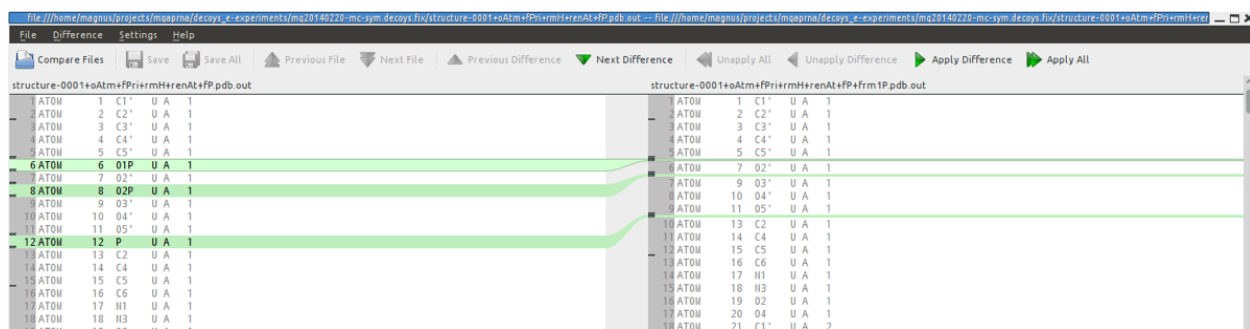 file:///home/magnus/projects/mqaprna/decoys_e-experiments/mq20140220-mc-sym.decoys.fix/structure-0001+oAtm+fPri+rmH+renAt+fP.pdb.out -- file:///home/magnus/projects/mqaprna/decoys_e-experiments/mq20140220-mc-sym.decoys.fix/structure-0001+oAtm+fPri+rmH+rer
File Difference Settings Help
Compare Files Save Save All Previous File Next File Previous Difference Next Difference Unapply All Unapply Difference Apply Difference Apply All
structure-0001+oAtm+fPri+rmH+renAt+fP.pdb.out
1 ATOM 1 C1' U A 1
2 ATOM 2 C2' U A 1
3 ATOM 3 C3' U A 1
4 ATOM 4 C4' U A 1
5 ATOM 5 C5' U A 1
6 ATOM 6 O1P U A 1
7 ATOM 7 O2' U A 1
8 ATOM 8 O2P U A 1
9 ATOM 9 O3' U A 1
10 ATOM 10 O4' U A 1
11 ATOM 11 O5' U A 1
12 ATOM 12 P U A 1
13 ATOM 13 C2 U A 1
14 ATOM 14 C4 U A 1
15 ATOM 15 C5 U A 1
16 ATOM 16 C6 U A 1
17 ATOM 17 N1 U A 1
18 ATOM 18 N3 U A 1
structure-0001+oAtm+fPri+rmH+renAt+fP+frm1P.pdb.out
1 ATOM 1 C1' U A 1
2 ATOM 2 C2' U A 1
3 ATOM 3 C3' U A 1
4 ATOM 4 C4' U A 1
5 ATOM 5 C5' U A 1
6 ATOM 7 O2' U A 1
7 ATOM 9 O3' U A 1
8 ATOM 10 O4' U A 1
9 ATOM 11 O5' U A 1
10 ATOM 13 C2 U A 1
11 ATOM 14 C4 U A 1
12 ATOM 15 C5 U A 1
13 ATOM 16 C6 U A 1
14 ATOM 17 N1 U A 1
15 ATOM 18 N3 U A 1
16 ATOM 19 O2 U A 1
17 ATOM 20 O4 U A 1
18 ATOM 21 C1' U A 2